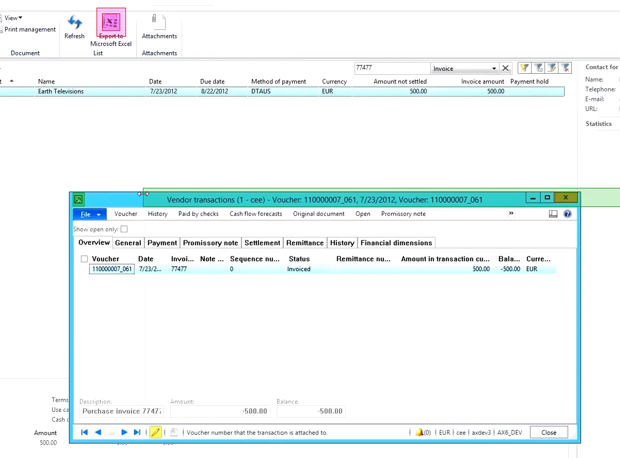 View
Print management
Document
Refresh
Export to
Microsoft Excel
List
Attachments
Attachments
77477 Invoice
Name Date Due date Method of payment Currency Amount not settled Invoice amount Payment hold
Earth Televisions 7/23/2012 8/22/2012 DTAUS EUR 500.00 500.00
Contact for
Name:
Telephone:
E-mail:
URL:
Statistics
Vendor transactions (1 - cee) - Voucher: 110000007_061, 7/23/2012, Voucher: 110000007_061
File Voucher History Paid by checks Cash flow forecasts Original document Open Promissory note »
Show open only:
Overview General Payment Promissory note Settlement Remittance History Financial dimensions
Voucher Date Invoi... Note ... Sequence nu... Status Remittance nu... Amount in transaction cu... Bala... Curre...
110000007_061 7/23/2... 77477 0 Invoiced 500.00 -500.00 EUR
Description: Amount: Balance:
Purchase invoice 77477 -500.00 -500.00
Voucher number that the transaction is attached to. (0) EUR cee axdev3 AX6_DEV Close
Terms
Use ca
Cash
Amount
500.00